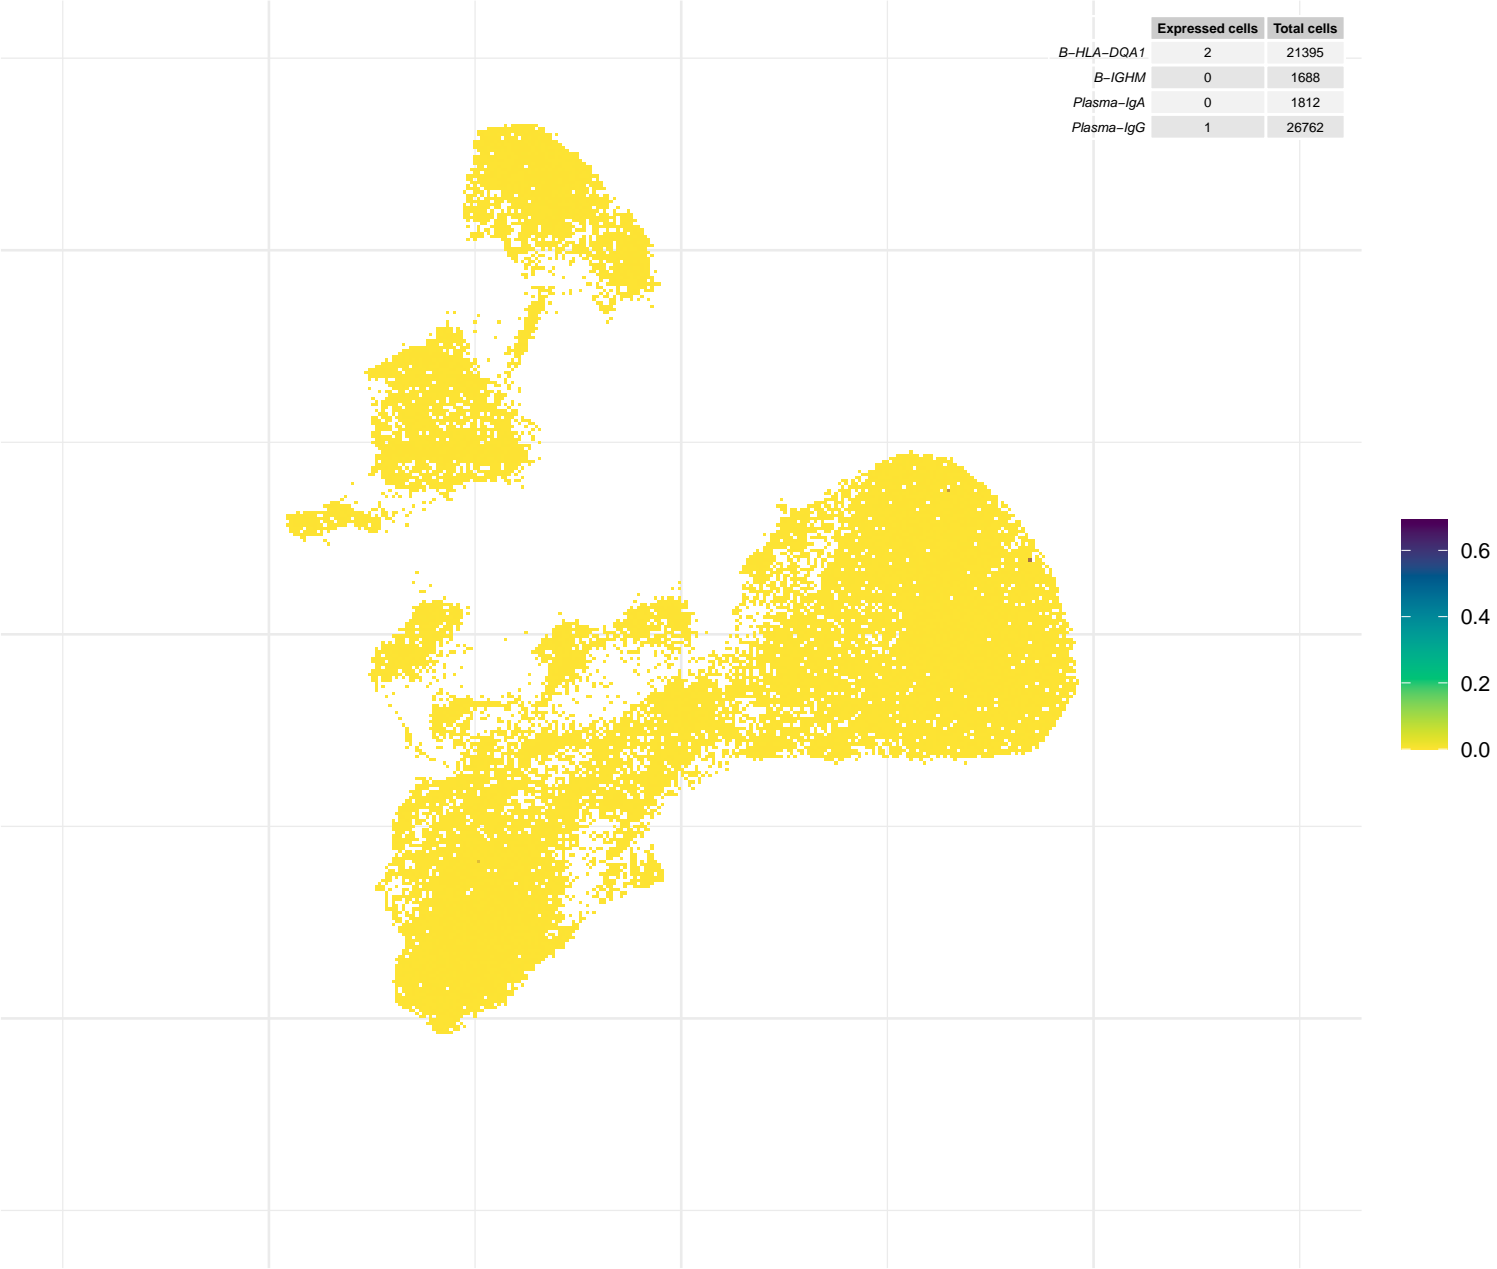 Expressed cells Total cells
B−HLA−DQA1 2 21395
B−IGHM 0 1688
Plasma−IgA 0 1812
Plasma−IgG 1 26762
0.6
0.4
0.2
0.0